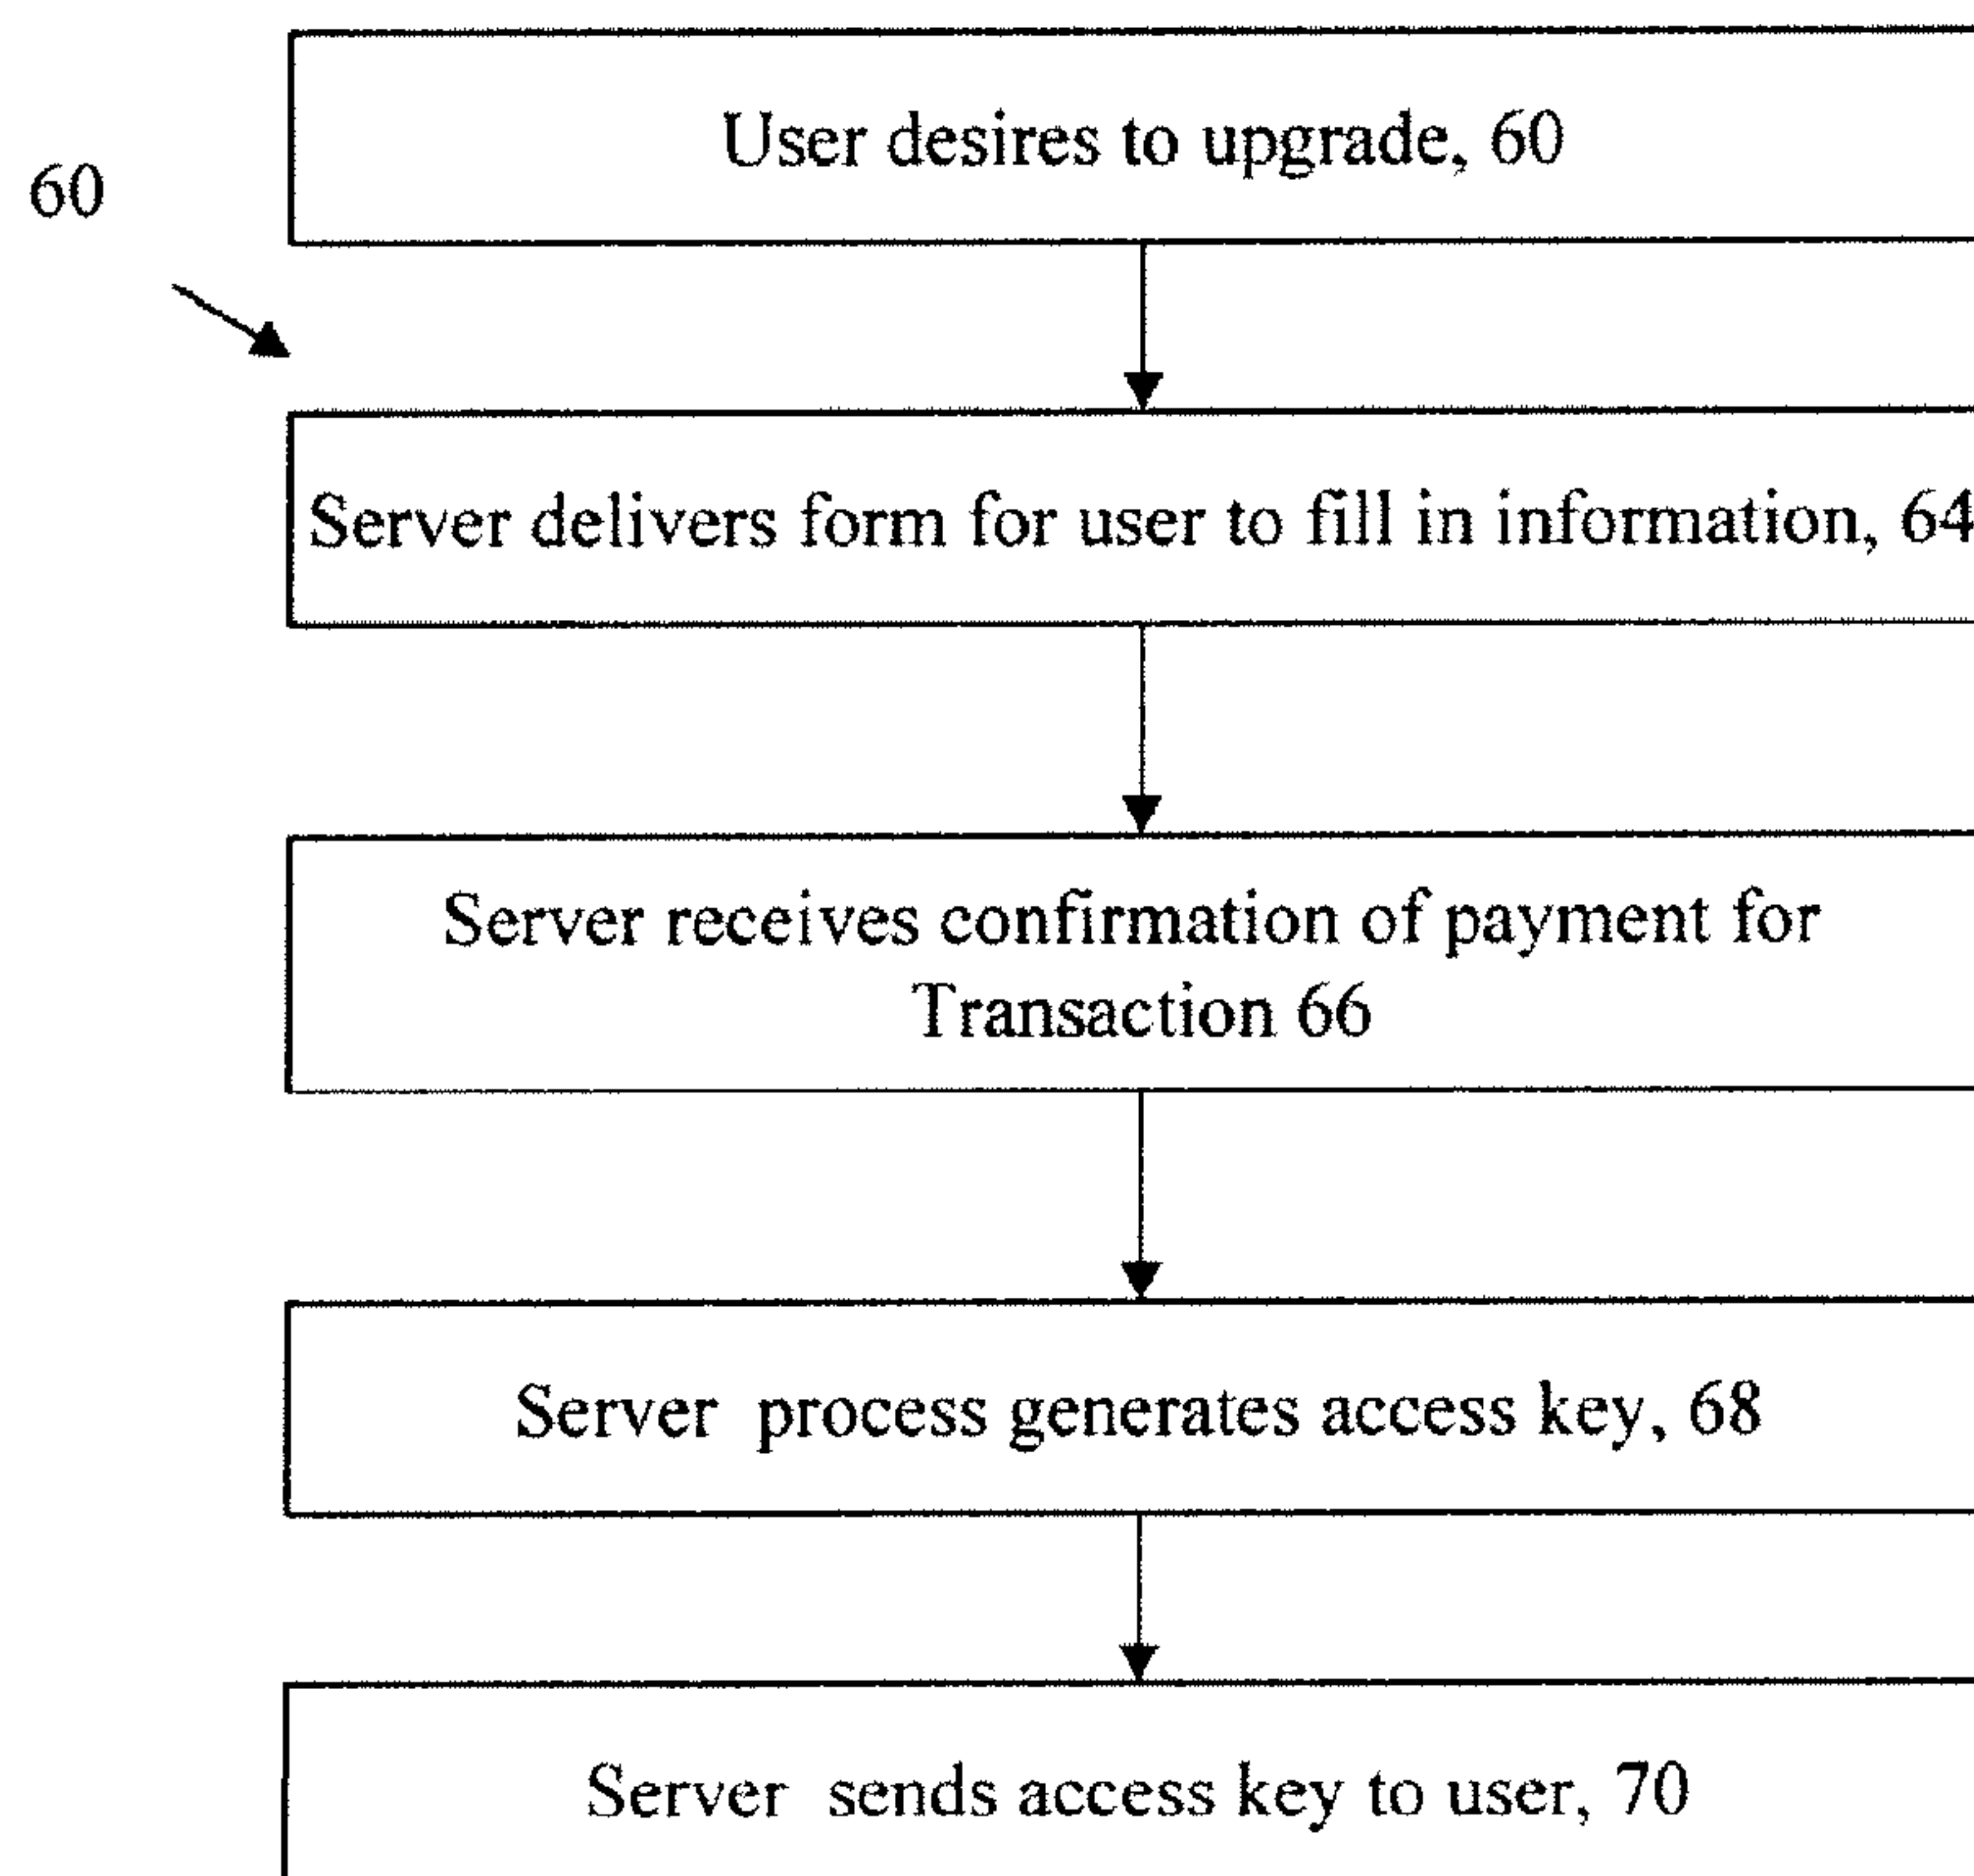 User desires to upgrade, 60
60
Server delivers form for user to fill in information, 64
Server receives confirmation of payment for
Transaction 66
Server process generates access key, 68
Server sends access key to user, 70